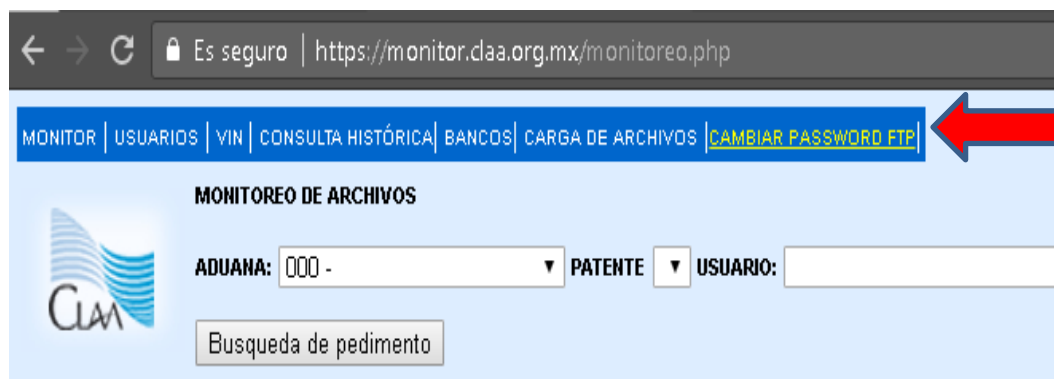 Es seguro | https://monitor.claa.org.mx/monitoreo.php
MONITOR | USUARIOS | VIN | CONSULTA HISTÓRICA| BANCOS| CARGA DE ARCHIVOS |CAMBIAR PASSWORD FTP|
MONITOREO DE ARCHIVOS
ADUANA: 000 - PATENTE USUARIO:
CLAA
Busqueda de pedimento